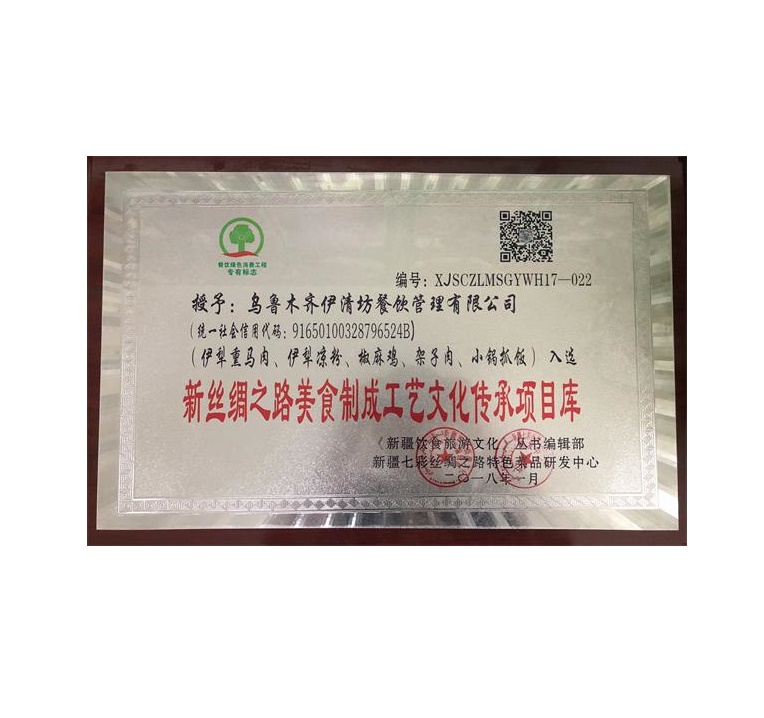 餐饮绿色消费工程
专有标志
编号：XJSCZLMSGYWH17—022
授予：乌鲁木齐伊清坊餐饮管理有限公司
(统一社会信用代码：91650100328796524B)
(伊犁熏马肉、伊犁凉粉、椒麻鸡、架子肉、小锅抓饭) 入选
新丝绸之路美食制成工艺文化传承项目库
《新疆饮食旅游文化》丛书编辑部
新疆七彩丝绸之路特色菜品研发中心
二〇一八年一月